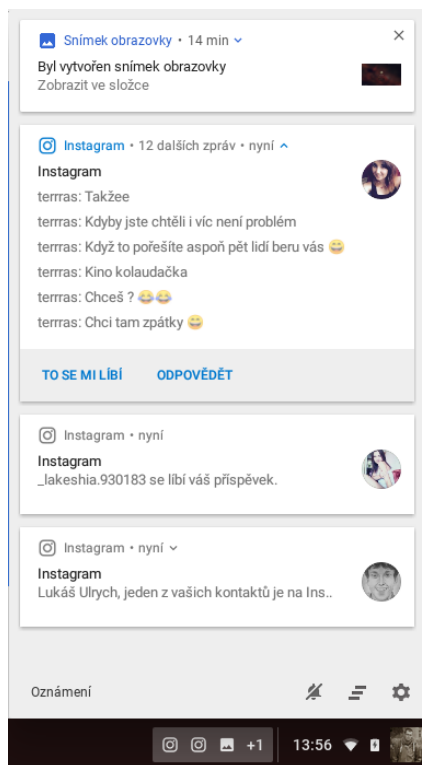 Snímek obrazovky • 14 min
Byl vytvořen snímek obrazovky
Zobrazit ve složce
Instagram • 12 dalších zpráv • nyní
Instagram
terrras: Takžee
terrras: Kdyby jste chtěli i víc není problém
terrras: Když to pořešíte aspoň pět lidí beru vás 😄
terrras: Kino kolaudačka
terrras: Chceš ? 😂😂
terrras: Chci tam zpátky 😄
TO SE MI LÍBÍ ODPOVĚDĚT
Instagram • nyní
Instagram
_lakeshia.930183 se líbí váš příspěvek.
Instagram • nyní
Instagram
Lukáš Ulrych, jeden z vašich kontaktů je na Ins..
Oznámení
+1 13:56